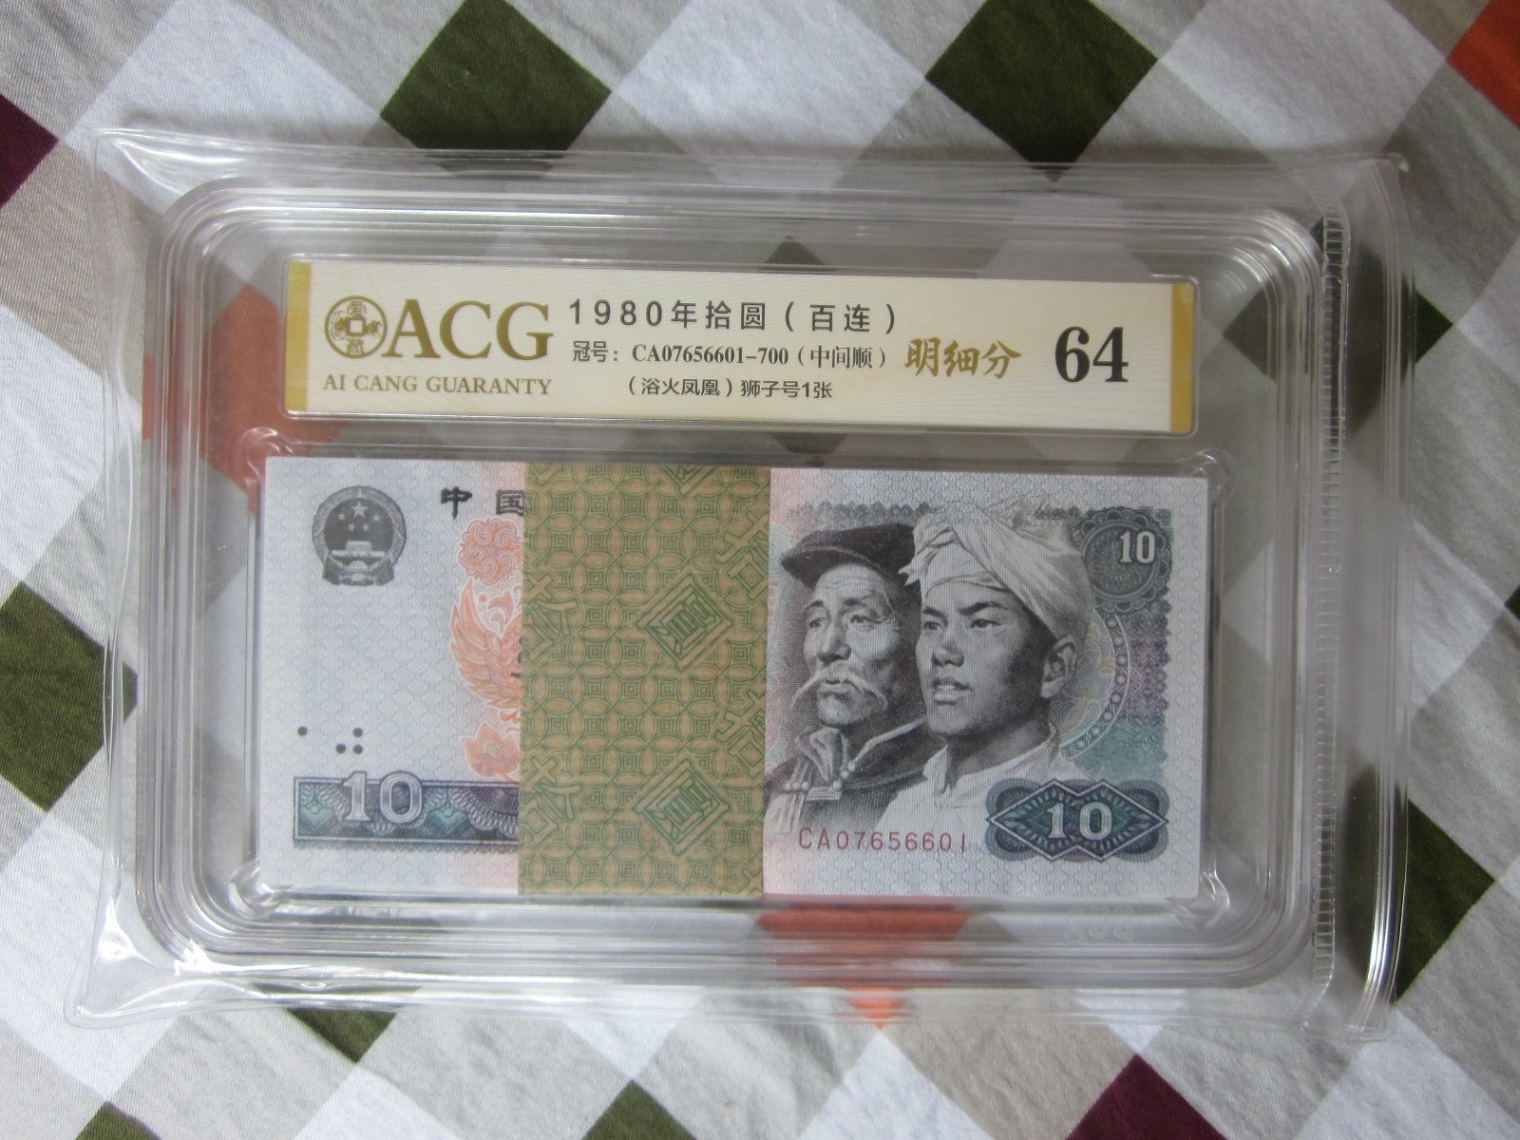 ACG
AI CANG GUARANTY
1980年拾圆(百连)
冠号: CA07656601-700(中间顺)
(浴火凤凰)狮子号1张
明细分
64
中国
10
10
CA07656601
10